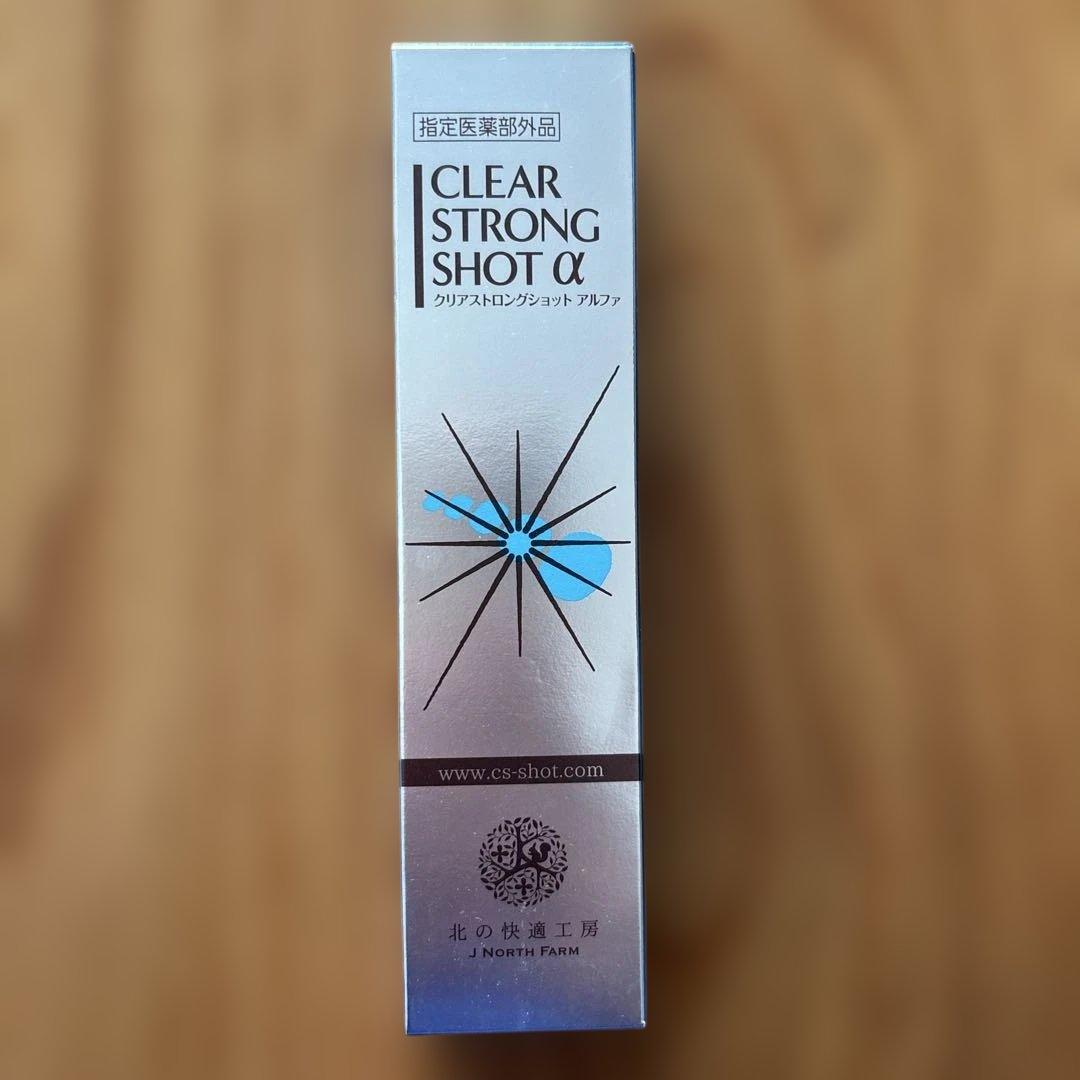 指定医薬部外品
CLEAR
STRONG
SHOT α
クリアストロングショット アルファ
www.cs-shot.com
北の快適工房
J NORTH FARM